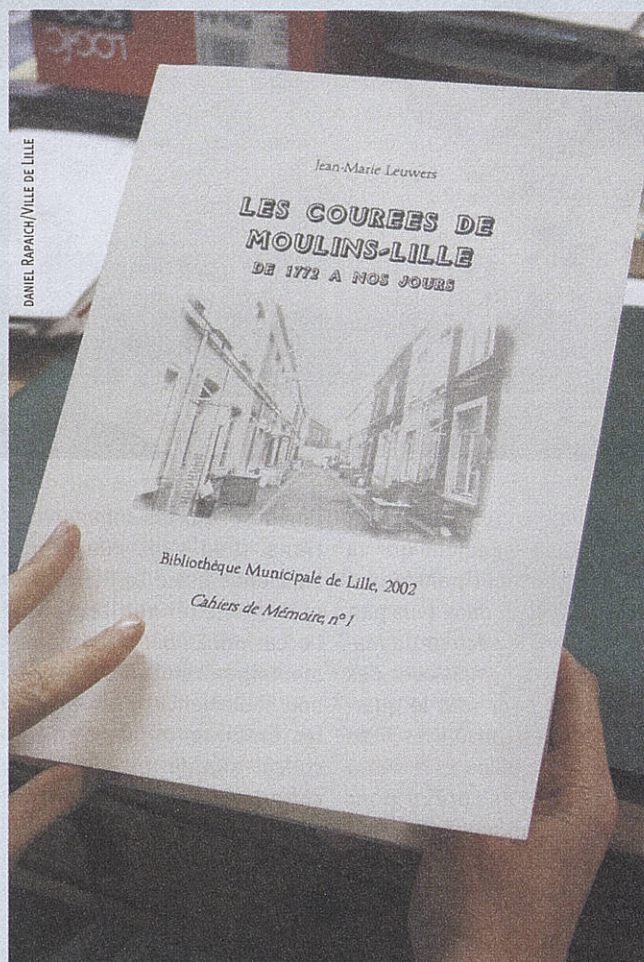 DANIEL RAPAICH/VILLE DE LILLE
Jean-Marie Leuwers
LES COUREES DE
MOULINS-LILLE
DE 1772 A NOS JOURS
Bibliothèque Municipale de Lille, 2002
Cahiers de Mémoire, n° 1